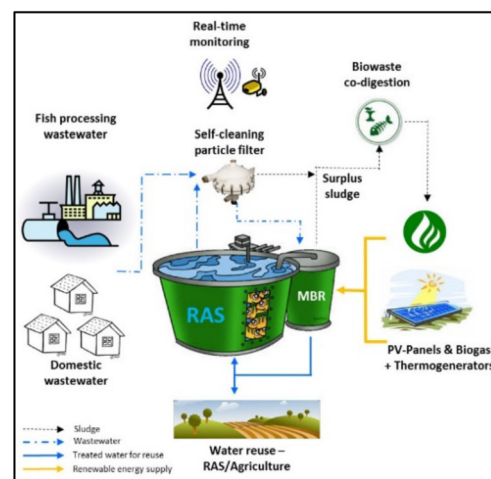 Real-time
monitoring
Biowaste
co-digestion
Fish processing
wastewater
Self-cleaning
particle filter
Surplus
sludge
RAS
MBR
Domestic
wastewater
PV-Panels & Biogas
+ Thermogenerators
Water reuse –
RAS/Agriculture
Sludge
Wastewater
Treated water for reuse
Renewable energy supply